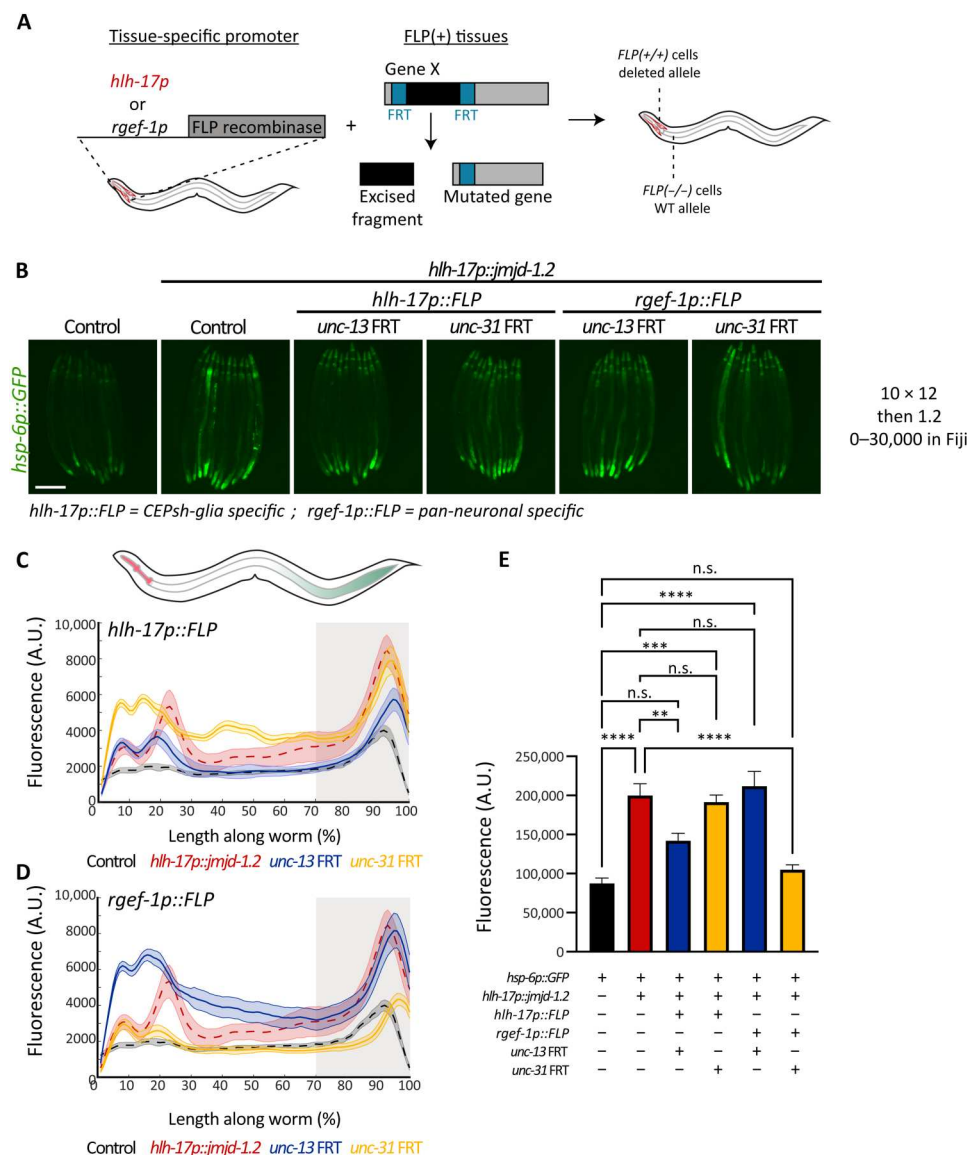 A
Tissue-specific promoter
FLP(+) tissues
hlh-17p
or
rgef-1p
FLP recombinase
+
Gene X
FRT
FRT
Excised
fragment
Mutated gene
FLP(+/+) cells
deleted allele
FLP(−/−) cells
WT allele
B
hlh-17p::jmjd-1.2
hlh-17p::FLP
rgef-1p::FLP
Control
Control
unc-13 FRT
unc-31 FRT
unc-13 FRT
unc-31 FRT
hsp-6p::GFP
10 × 12
then 1.2
0–30,000 in Fiji
hlh-17p::FLP = CEPsh-glia specific ; rgef-1p::FLP = pan-neuronal specific
C
hlh-17p::FLP
Fluorescence (A.U.)
10,000
8000
6000
4000
2000
0
0 10 20 30 40 50 60 70 80 90 100
Length along worm (%)
Control hlh-17p::jmjd-1.2 unc-13 FRT unc-31 FRT
D
rgef-1p::FLP
Fluorescence (A.U.)
10,000
8000
6000
4000
2000
0
0 10 20 30 40 50 60 70 80 90 100
Length along worm (%)
Control hlh-17p::jmjd-1.2 unc-13 FRT unc-31 FRT
E
n.s.
****
n.s.
***
n.s.
n.s.
**
****
****
Fluorescence (A.U.)
250,000
200,000
150,000
100,000
50,000
0
hsp-6p::GFP + + + + + +
hlh-17p::jmjd-1.2 − + + + + +
hlh-17p::FLP − − + + − −
rgef-1p::FLP − − − − + +
unc-13 FRT − − + − + −
unc-31 FRT − − − + − +